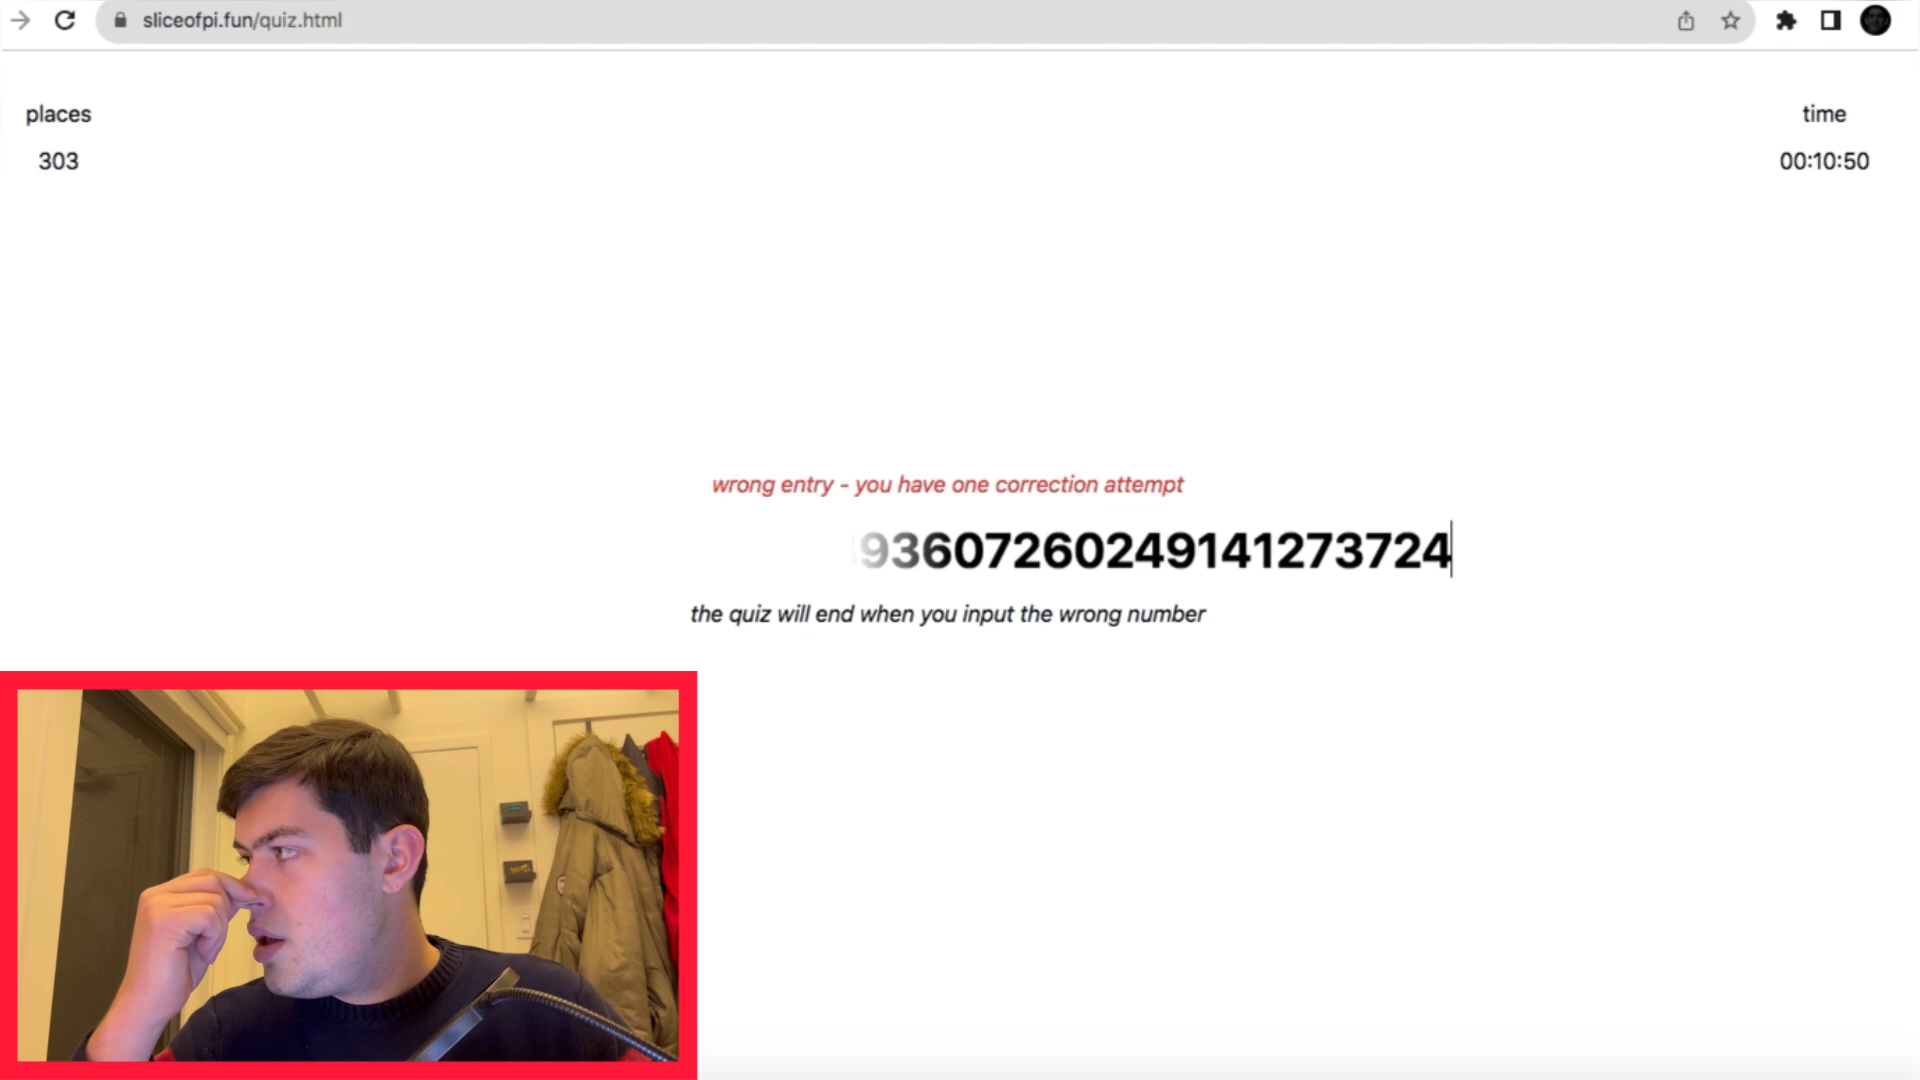 sliceofpi.fun/quiz.html
places
time
303
00:10:50
wrong entry - you have one correction attempt
93607260249141273724
the quiz will end when you input the wrong number